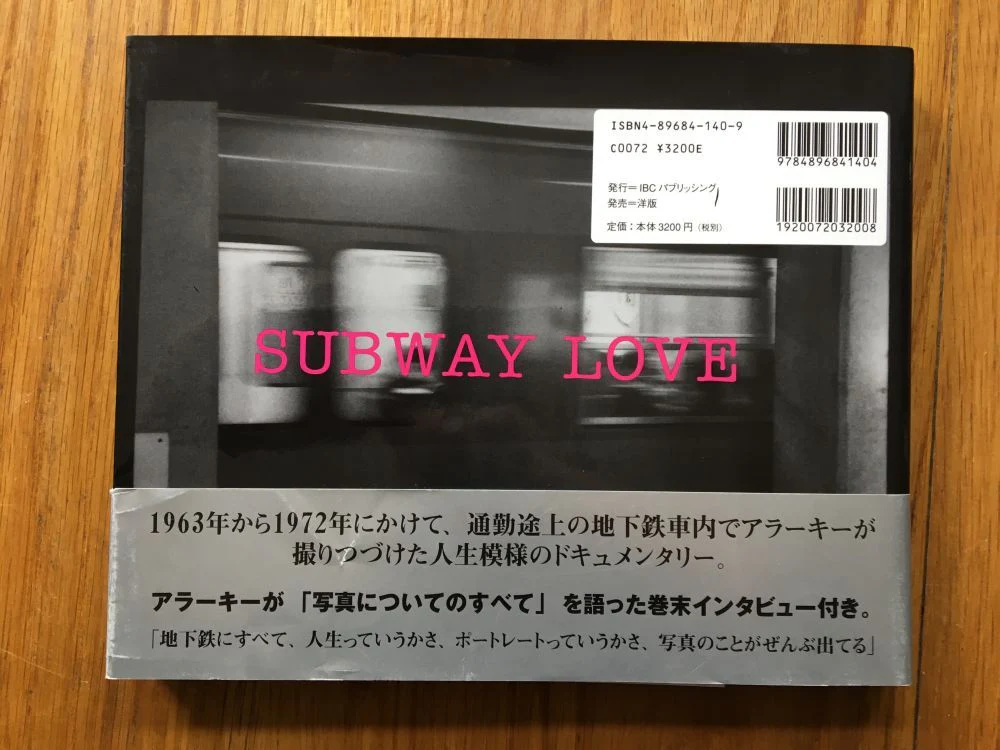 ISBN4-89684-140-9
C0072 ¥3200E
9784896841404
発行＝IBC パブリッシング
発売＝洋版
定価：本体 3200 円（税別）
1920072032008
SUBWAY LOVE
1963年から1972年にかけて、通勤途上の地下鉄車内でアラーキーが
撮りつづけた人生模様のドキュメンタリー。
アラーキーが「写真についてのすべて」を語った巻末インタビュー付き。
「地下鉄にすべて、人生っていうかさ、ポートレートっていうかさ、写真のことがぜんぶ出てる」